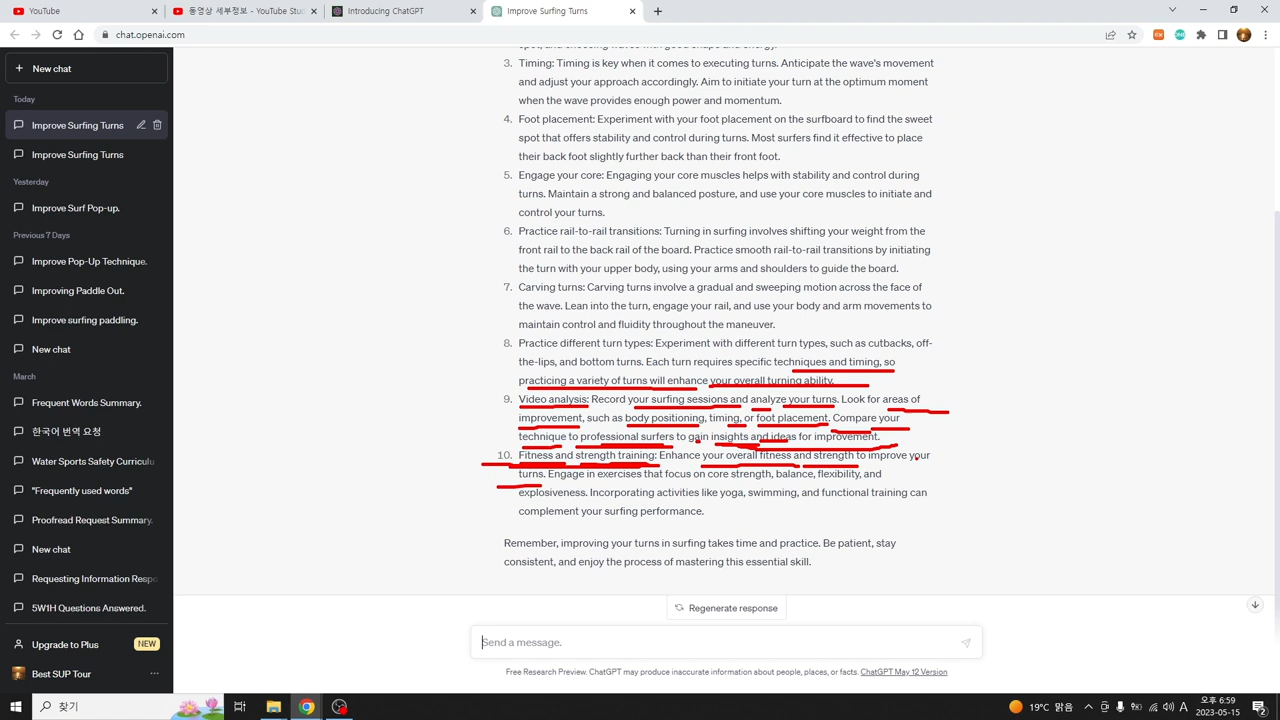 YouTube
동영상 세부정보 - YouTube Stu
Introducing ChatGPT
Improve Surfing Turns
chat.openai.com
New chat
Today
Improve Surfing Turns
Improve Surfing Turns
Yesterday
Improve Surf Pop-up.
Previous 7 Days
Improve Pop-Up Technique.
Improving Paddle Out.
Improve surfing paddling.
New chat
March
Frequent Words Summary.
한국어 번역 요청
Water Sports Safety Curriculu
"Frequently used words"
Proofread Request Summary.
New chat
Requesting Information Respo
5W1H Questions Answered.
Upgrade to Plus NEW
Best SUP Tour
spot, and choosing waves with good shape and energy.
3. Timing: Timing is key when it comes to executing turns. Anticipate the wave's movement
and adjust your approach accordingly. Aim to initiate your turn at the optimum moment
when the wave provides enough power and momentum.
4. Foot placement: Experiment with your foot placement on the surfboard to find the sweet
spot that offers stability and control during turns. Most surfers find it effective to place
their back foot slightly further back than their front foot.
5. Engage your core: Engaging your core muscles helps with stability and control during
turns. Maintain a strong and balanced posture, and use your core muscles to initiate and
control your turns.
6. Practice rail-to-rail transitions: Turning in surfing involves shifting your weight from the
front rail to the back rail of the board. Practice smooth rail-to-rail transitions by initiating
the turn with your upper body, using your arms and shoulders to guide the board.
7. Carving turns: Carving turns involve a gradual and sweeping motion across the face of
the wave. Lean into the turn, engage your rail, and use your body and arm movements to
maintain control and fluidity throughout the maneuver.
8. Practice different turn types: Experiment with different turn types, such as cutbacks, off-
the-lips, and bottom turns. Each turn requires specific techniques and timing, so
practicing a variety of turns will enhance your overall turning ability.
9. Video analysis: Record your surfing sessions and analyze your turns. Look for areas of
improvement, such as body positioning, timing, or foot placement. Compare your
technique to professional surfers to gain insights and ideas for improvement.
10. Fitness and strength training: Enhance your overall fitness and strength to improve your
turns. Engage in exercises that focus on core strength, balance, flexibility, and
explosiveness. Incorporating activities like yoga, swimming, and functional training can
complement your surfing performance.
Remember, improving your turns in surfing takes time and practice. Be patient, stay
consistent, and enjoy the process of mastering this essential skill.
Regenerate response
Send a message.
Free Research Preview. ChatGPT may produce inaccurate information about people, places, or facts. ChatGPT May 12 Version
찾기
19°C 맑음
A
오후 6:59
2023-05-15
2